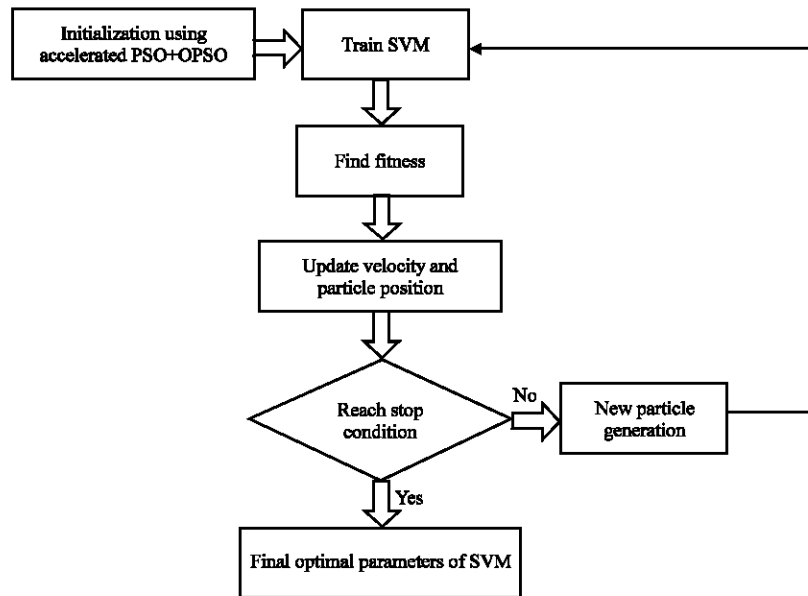 Initialization using
accelerated PSO+OPSO
Train SVM
Find fitness
Update velocity and
particle position
Reach stop
condition
No
New particle
generation
Yes
Final optimal parameters of SVM